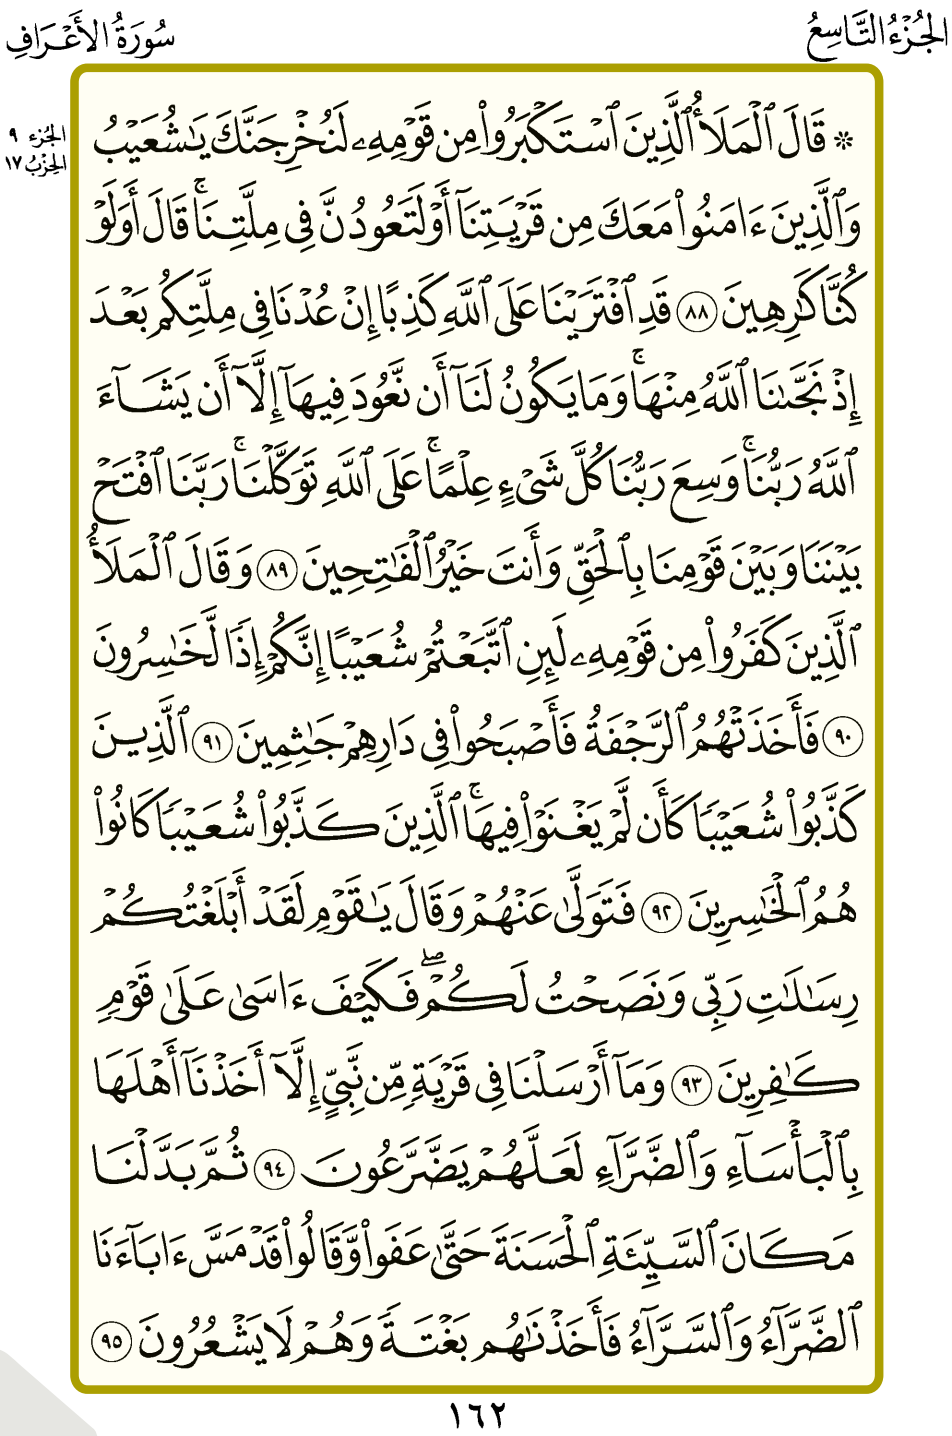 الجُزْءُ التَّاسِعُ
سُورَةُ الأَعْرَافِ
الجُزء ٩
الحِزْبُ ١٧
۞ قَالَ ٱلۡمَلَأُ ٱلَّذِينَ ٱسۡتَكۡبَرُواْ مِن قَوۡمِهِۦ لَنُخۡرِجَنَّكَ يَٰشُعَيۡبُ
وَٱلَّذِينَ ءَامَنُواْ مَعَكَ مِن قَرۡيَتِنَآ أَوۡ لَتَعُودُنَّ فِي مِلَّتِنَاۚ قَالَ أَوَلَوۡ
كُنَّا كَٰرِهِينَ ٨٨ قَدِ ٱفۡتَرَيۡنَا عَلَى ٱللَّهِ كَذِبًا إِنۡ عُدۡنَا فِي مِلَّتِكُم بَعۡدَ
إِذۡ نَجَّىٰنَا ٱللَّهُ مِنۡهَاۚ وَمَا يَكُونُ لَنَآ أَن نَّعُودَ فِيهَآ إِلَّآ أَن يَشَآءَ
ٱللَّهُ رَبُّنَاۚ وَسِعَ رَبُّنَا كُلَّ شَيۡءٍ عِلۡمًاۚ عَلَى ٱللَّهِ تَوَكَّلۡنَاۚ رَبَّنَا ٱفۡتَحۡ
بَيۡنَنَا وَبَيۡنَ قَوۡمِنَا بِٱلۡحَقِّ وَأَنتَ خَيۡرُ ٱلۡفَٰتِحِينَ ٨٩ وَقَالَ ٱلۡمَلَأُ
ٱلَّذِينَ كَفَرُواْ مِن قَوۡمِهِۦ لَئِنِ ٱتَّبَعۡتُمۡ شُعَيۡبًا إِنَّكُمۡ إِذٗا لَّخَٰسِرُونَ
٩٠ فَأَخَذَتۡهُمُ ٱلرَّجۡفَةُ فَأَصۡبَحُواْ فِي دَارِهِمۡ جَٰثِمِينَ ٩١ ٱلَّذِينَ
كَذَّبُواْ شُعَيۡبٗا كَأَن لَّمۡ يَغۡنَوۡاْ فِيهَاۚ ٱلَّذِينَ كَذَّبُواْ شُعَيۡبٗا كَانُواْ
هُمُ ٱلۡخَٰسِرِينَ ٩٢ فَتَوَلَّىٰ عَنۡهُمۡ وَقَالَ يَٰقَوۡمِ لَقَدۡ أَبۡلَغۡتُكُمۡ
رِسَٰلَٰتِ رَبِّي وَنَصَحۡتُ لَكُمۡۖ فَكَيۡفَ ءَاسَىٰ عَلَىٰ قَوۡمٖ
كَٰفِرِينَ ٩٣ وَمَآ أَرۡسَلۡنَا فِي قَرۡيَةٖ مِّن نَّبِيٍّ إِلَّآ أَخَذۡنَآ أَهۡلَهَا
بِٱلۡبَأۡسَآءِ وَٱلضَّرَّآءِ لَعَلَّهُمۡ يَضَّرَّعُونَ ٩٤ ثُمَّ بَدَّلۡنَا
مَكَانَ ٱلسَّيِّئَةِ ٱلۡحَسَنَةَ حَتَّىٰ عَفَواْ وَّقَالُواْ قَدۡ مَسَّ ءَابَآءَنَا
ٱلضَّرَّآءُ وَٱلسَّرَّآءُ فَأَخَذۡنَٰهُم بَغۡتَةٗ وَهُمۡ لَا يَشۡعُرُونَ ٩٥
١٦٢